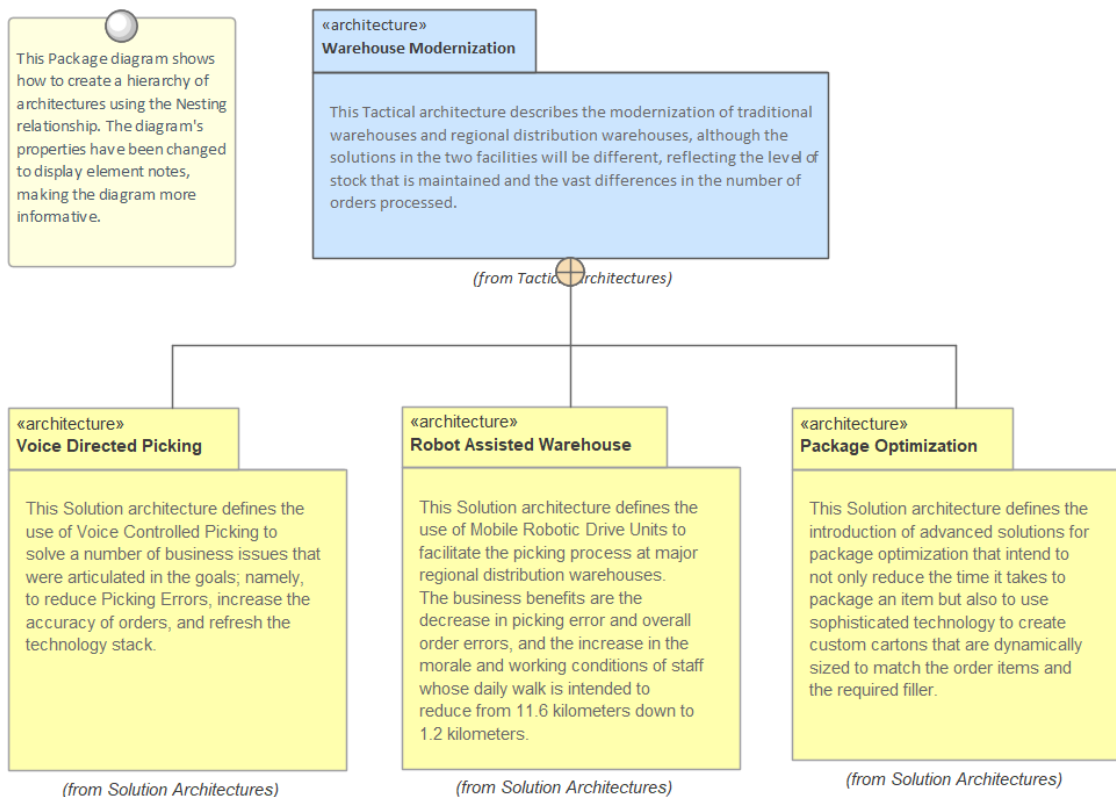 This Package diagram shows
how to create a hierarchy of
architectures using the Nesting
relationship. The diagram's
properties have been changed
to display element notes,
making the diagram more
informative.
«architecture»
Warehouse Modernization
This Tactical architecture describes the modernization of traditional
warehouses and regional distribution warehouses, although the
solutions in the two facilities will be different, reflecting the level of
stock that is maintained and the vast differences in the number of
orders processed.
(from Tactical Architectures)
«architecture»
Voice Directed Picking
This Solution architecture defines the
use of Voice Controlled Picking to
solve a number of business issues that
were articulated in the goals; namely,
to reduce Picking Errors, increase the
accuracy of orders, and refresh the
technology stack.
(from Solution Architectures)
«architecture»
Robot Assisted Warehouse
This Solution architecture defines the
use of Mobile Robotic Drive Units to
facilitate the picking process at major
regional distribution warehouses.
The business benefits are the
decrease in picking error and overall
order errors, and the increase in the
morale and working conditions of staff
whose daily walk is intended to
reduce from 11.6 kilometers down to
1.2 kilometers.
(from Solution Architectures)
«architecture»
Package Optimization
This Solution architecture defines the
introduction of advanced solutions for
package optimization that intend to
not only reduce the time it takes to
package an item but also to use
sophisticated technology to create
custom cartons that are dynamically
sized to match the order items and
the required filler.
(from Solution Architectures)